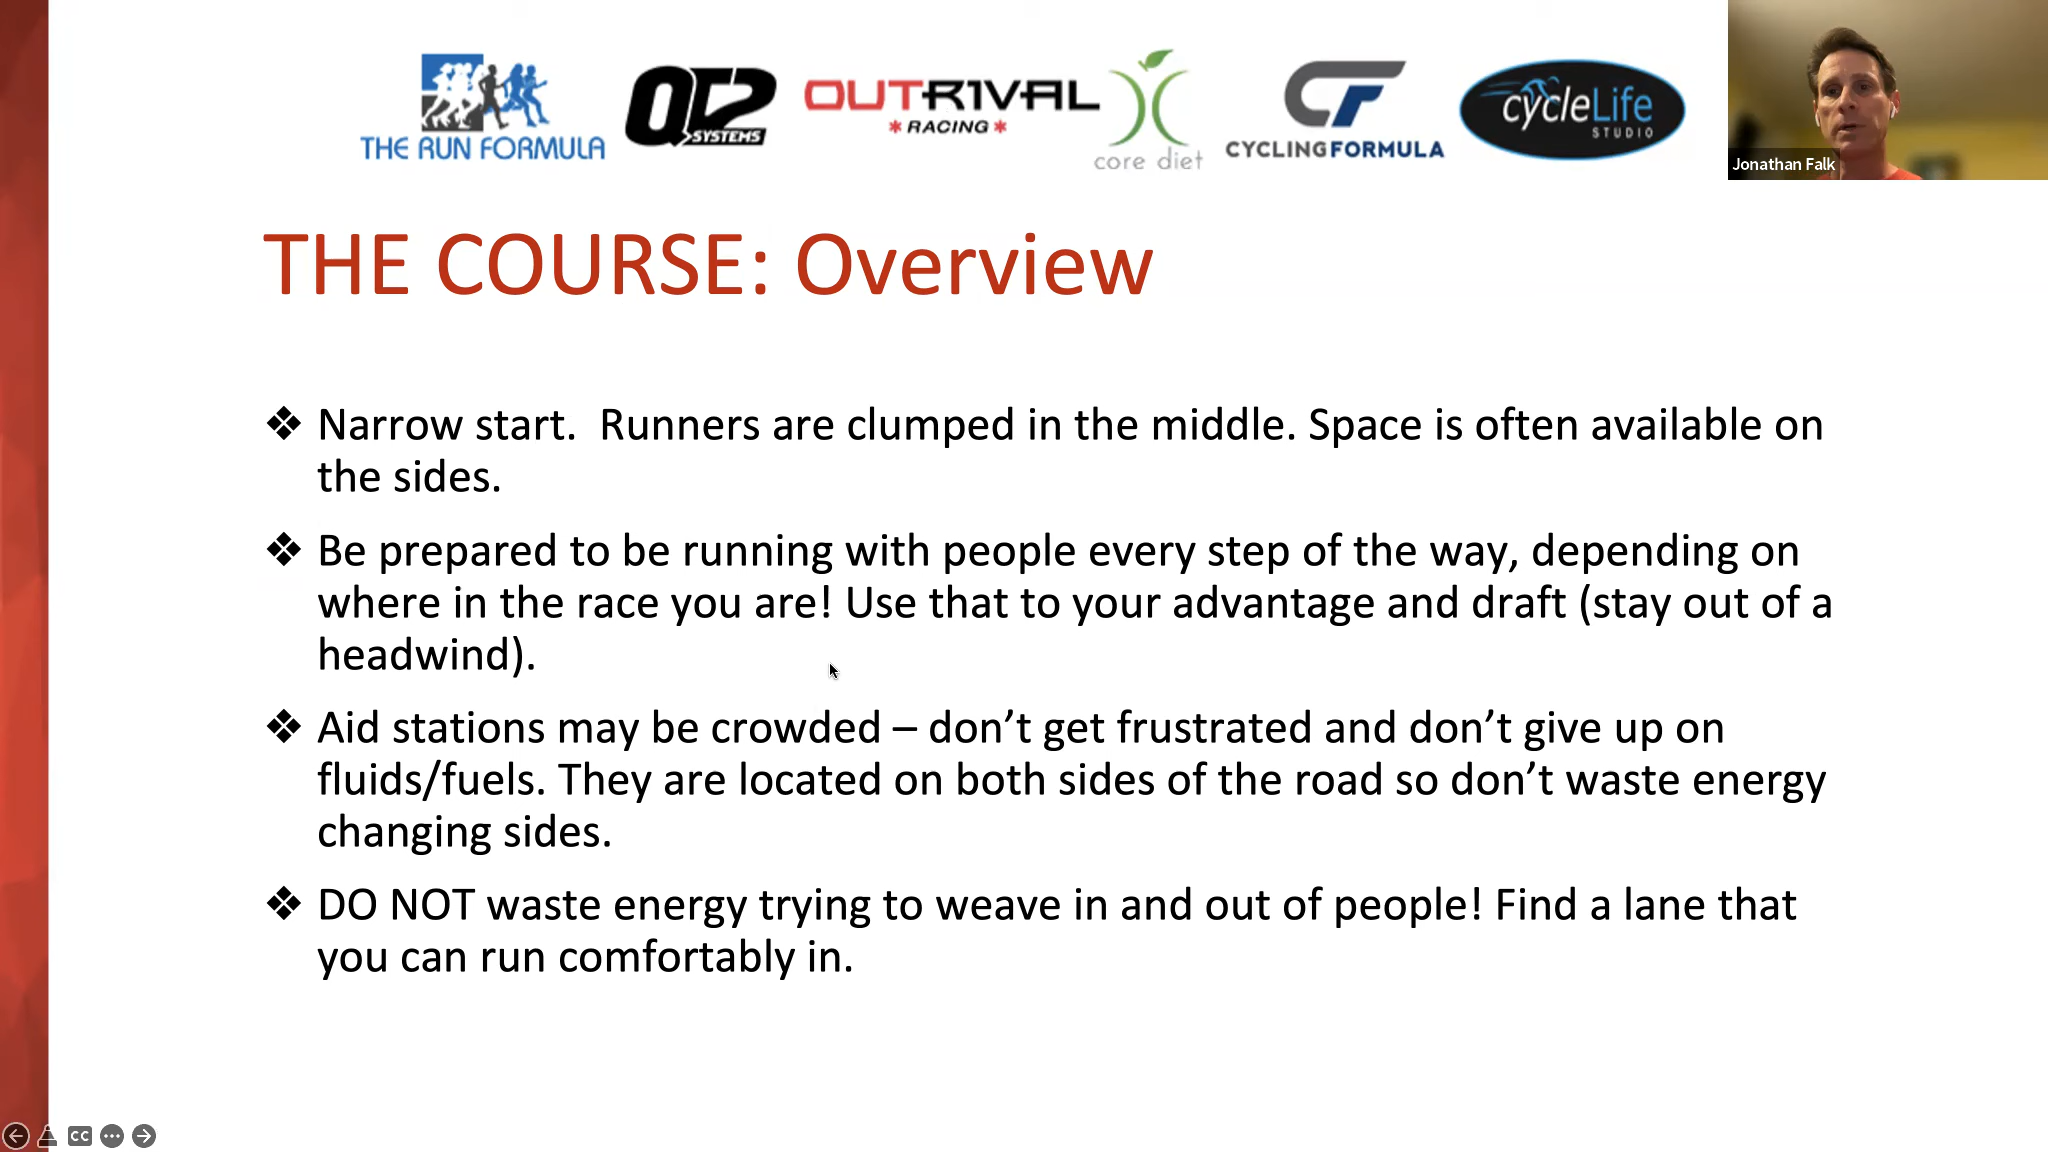 THE RUN FORMULA
QT2
SYSTEMS
OUTRIVAL
* RACING *
core diet
CF
CYCLINGFORMULA
cycleLife
STUDIO
Jonathan Falk
THE COURSE: Overview
❖ Narrow start.  Runners are clumped in the middle. Space is often available on
the sides.
❖ Be prepared to be running with people every step of the way, depending on
where in the race you are! Use that to your advantage and draft (stay out of a
headwind).
❖ Aid stations may be crowded – don’t get frustrated and don’t give up on
fluids/fuels. They are located on both sides of the road so don’t waste energy
changing sides.
❖ DO NOT waste energy trying to weave in and out of people! Find a lane that
you can run comfortably in.
CC